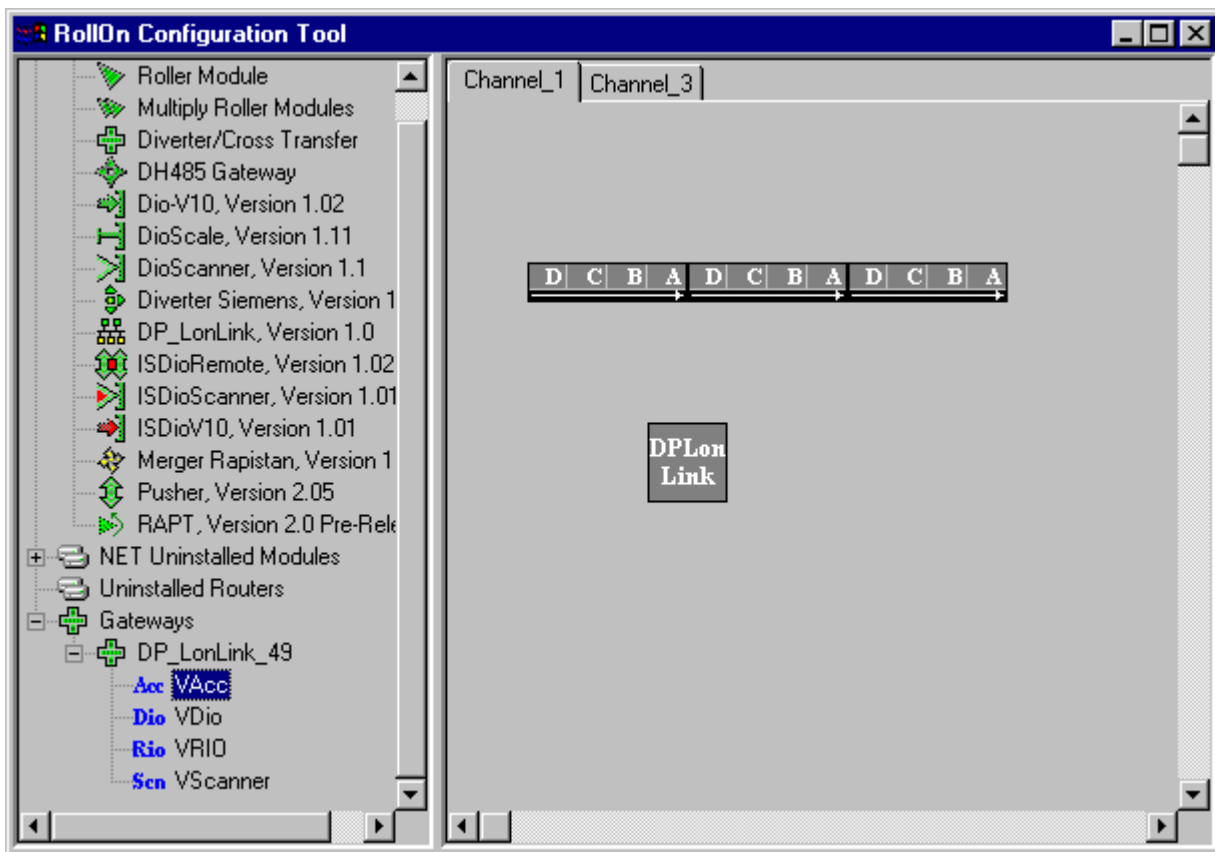 RollOn Configuration Tool
Roller Module
Multiply Roller Modules
Diverter/Cross Transfer
DH485 Gateway
Dio-V10, Version 1.02
DioScale, Version 1.11
DioScanner, Version 1.1
Diverter Siemens, Version 1
DP_LonLink, Version 1.0
ISDioRemote, Version 1.02
ISDioScanner, Version 1.01
ISDioV10, Version 1.01
Merger Rapistan, Version 1
Pusher, Version 2.05
RAPT, Version 2.0 Pre-Rele
NET Uninstalled Modules
Uninstalled Routers
Gateways
DP_LonLink_49
Acc VAcc
Dio VDio
Rio VRIO
Scn VScanner
Channel_1 Channel_3
D C B A D C B A D C B A
DPLon
Link